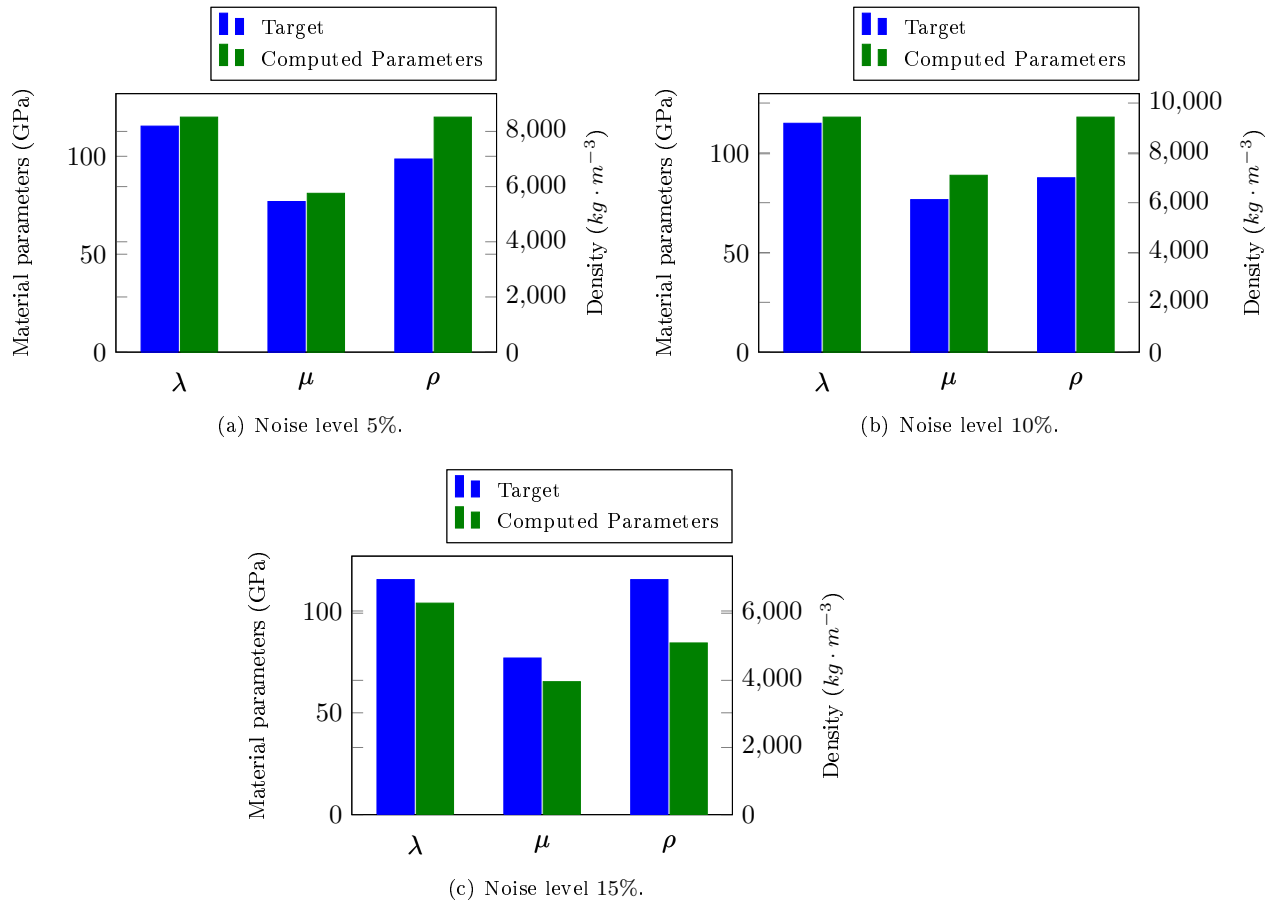 Target
Computed Parameters
Material parameters (GPa)
100
50
0
8,000
6,000
4,000
2,000
0
Density (kg · m⁻³)
λ μ ρ
(a) Noise level 5%.
Target
Computed Parameters
Material parameters (GPa)
100
50
0
10,000
8,000
6,000
4,000
2,000
0
Density (kg · m⁻³)
λ μ ρ
(b) Noise level 10%.
Target
Computed Parameters
Material parameters (GPa)
100
50
0
6,000
4,000
2,000
0
Density (kg · m⁻³)
λ μ ρ
(c) Noise level 15%.